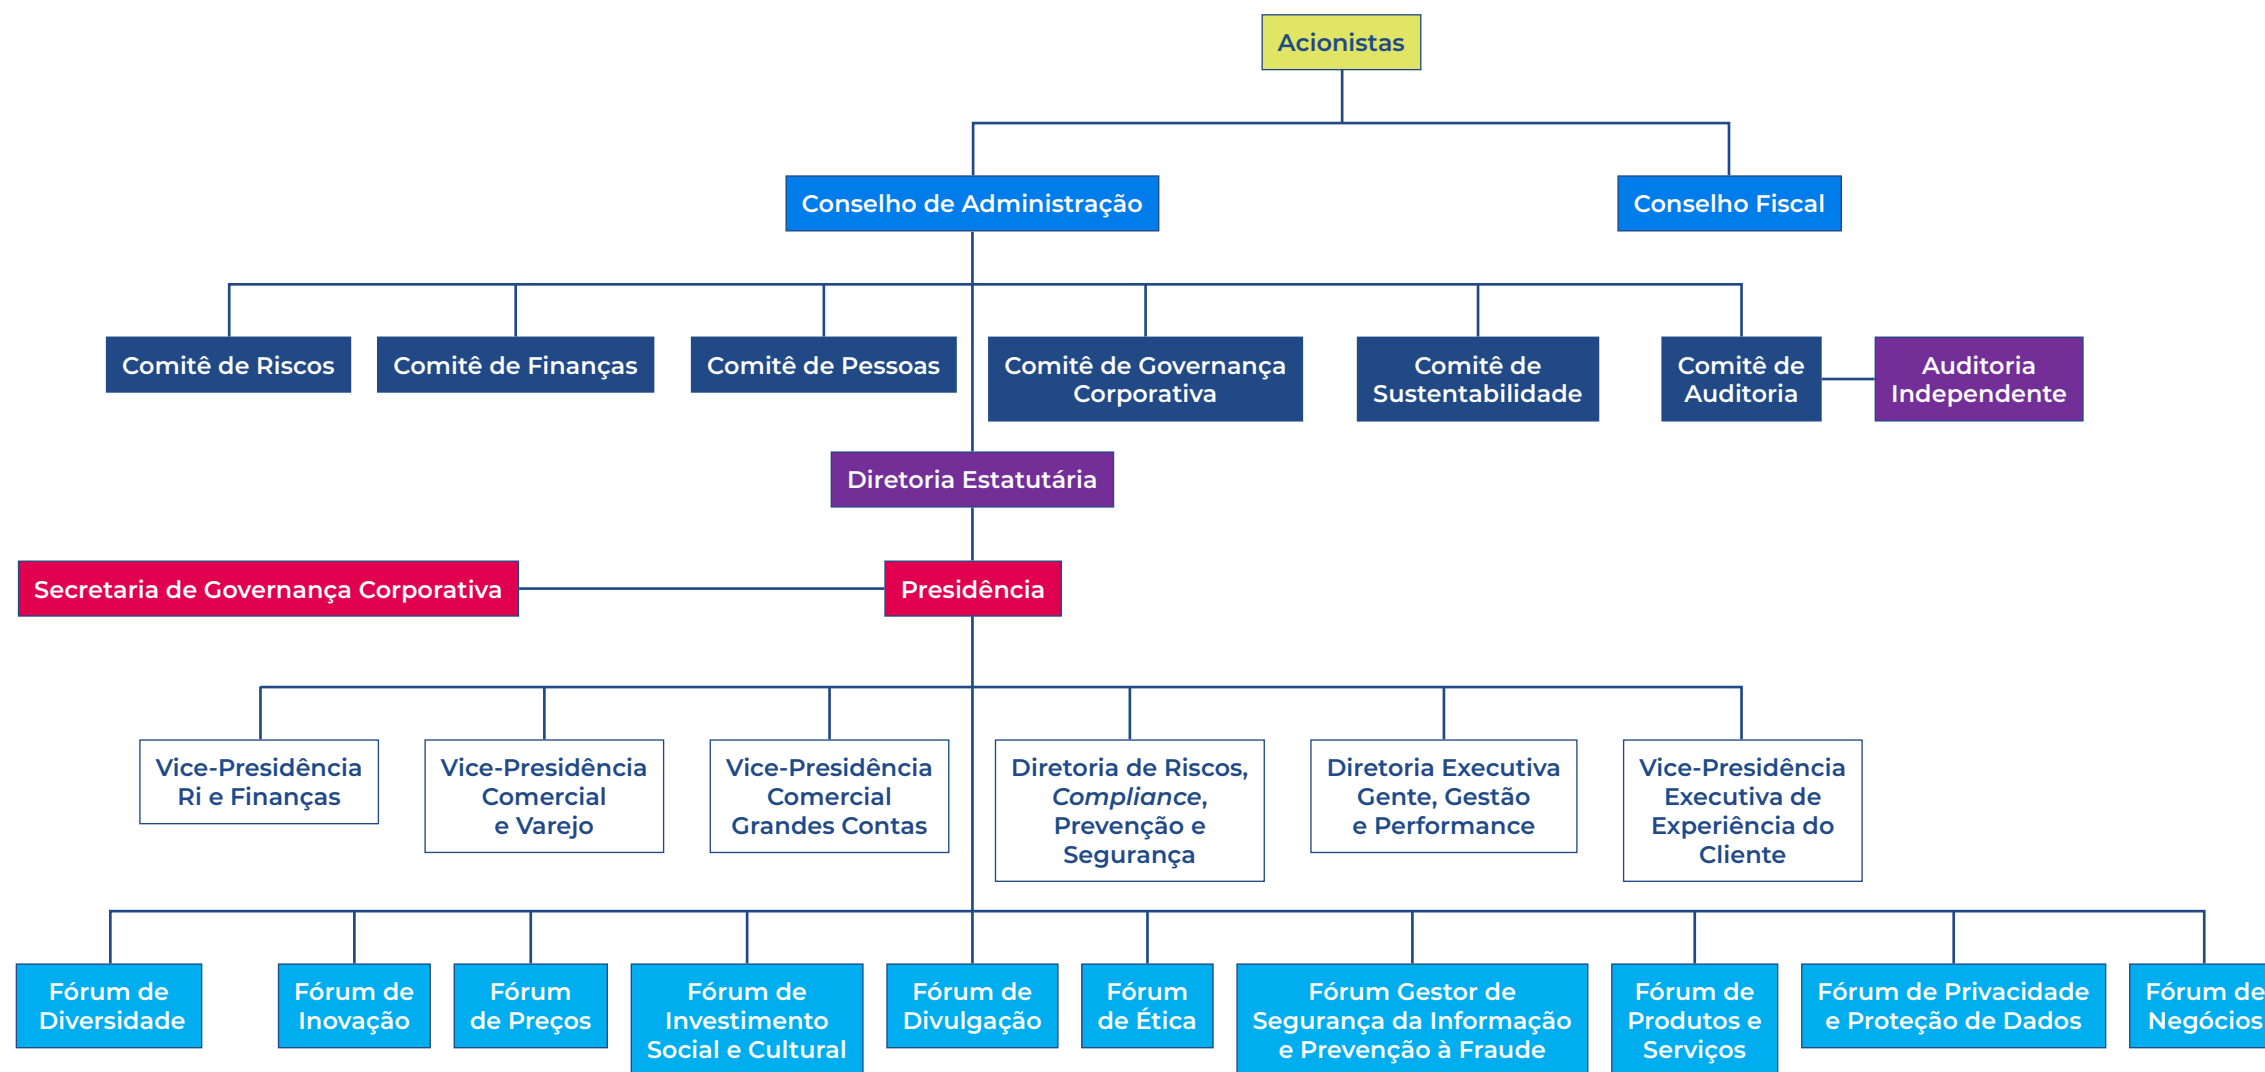 Acionistas
Conselho de Administração
Conselho Fiscal
Comitê de Riscos
Comitê de Finanças
Comitê de Pessoas
Comitê de Governança
Corporativa
Comitê de
Sustentabilidade
Comitê de
Auditoria
Auditoria
Independente
Diretoria Estatutária
Secretaria de Governança Corporativa
Presidência
Vice-Presidência
Ri e Finanças
Vice-Presidência
Comercial
e Varejo
Vice-Presidência
Comercial
Grandes Contas
Diretoria de Riscos,
Compliance,
Prevenção e
Segurança
Diretoria Executiva
Gente, Gestão
e Performance
Vice-Presidência
Executiva de
Experiência do
Cliente
Fórum de
Diversidade
Fórum de
Inovação
Fórum
de Preços
Fórum de
Investimento
Social e Cultural
Fórum de
Divulgação
Fórum
de Ética
Fórum Gestor de
Segurança da Informação
e Prevenção à Fraude
Fórum de
Produtos e
Serviços
Fórum de Privacidade
e Proteção de Dados
Fórum de
Negócios